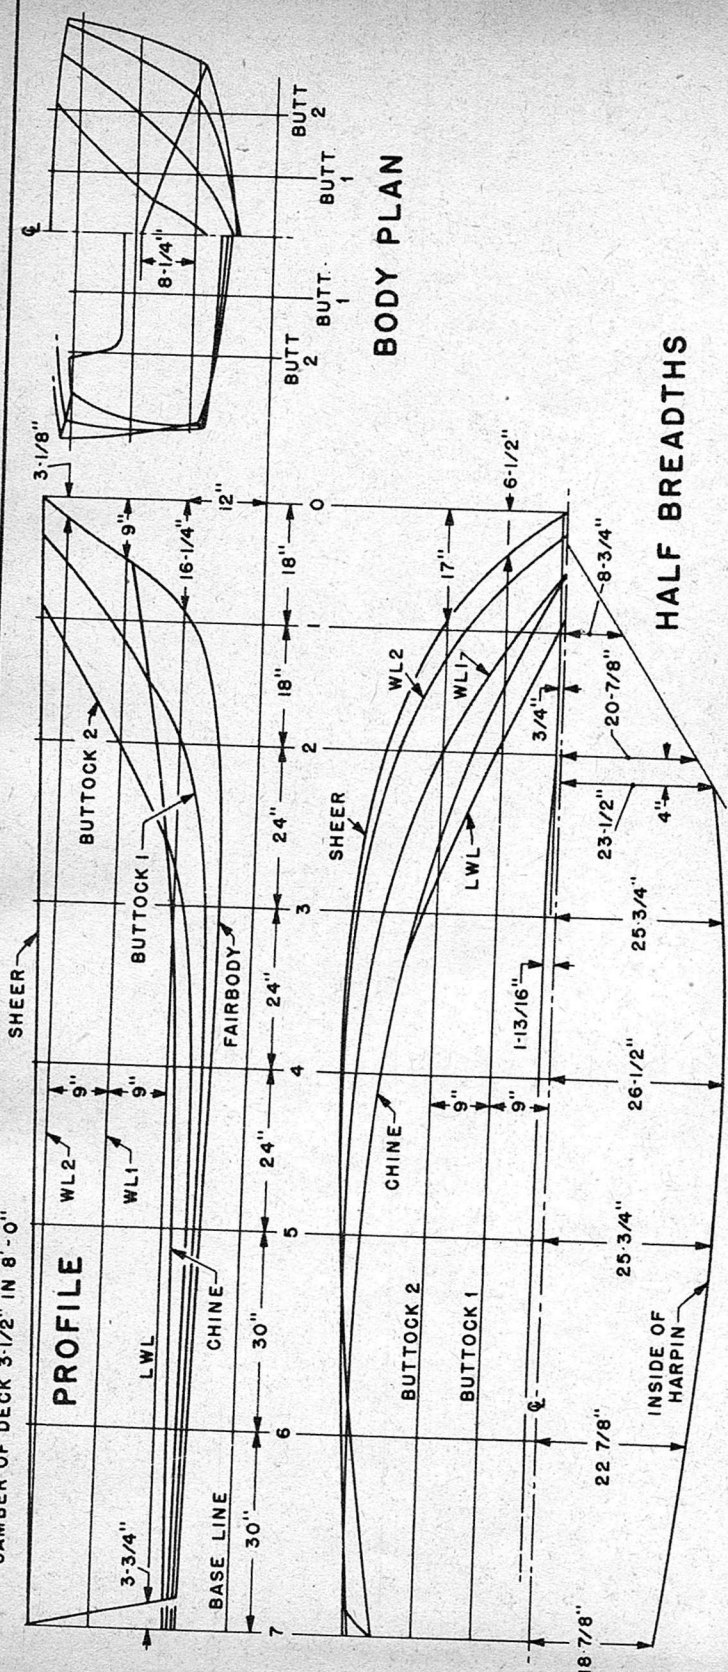 CAMBER OF DECK 3-1/2" IN 8'-0"
PROFILE
SHEER
WL2
WL1
LWL
3-3/4"
BASE LINE
CHINE
9"
9"
BUTTOCK 2
BUTTOCK 1
FAIRBODY
3-1/8"
9"
16-1/4"
12"
7
30"
6
30"
5
24"
4
24"
3
24"
2
18"
1
18"
0
BODY PLAN
℄
8-1/4"
BUTT
2
BUTT.
1
BUTT
1
BUTT
2
HALF BREADTHS
SHEER
WL2
WL1
LWL
17"
6-1/2"
CHINE
BUTTOCK 2
BUTTOCK 1
9"
9"
℄
1-13/16"
3/4"
8-3/4"
20-7/8"
4"
23-1/2"
25-3/4"
26-1/2"
25-3/4"
22 7/8"
18-7/8"
INSIDE OF
HARPIN